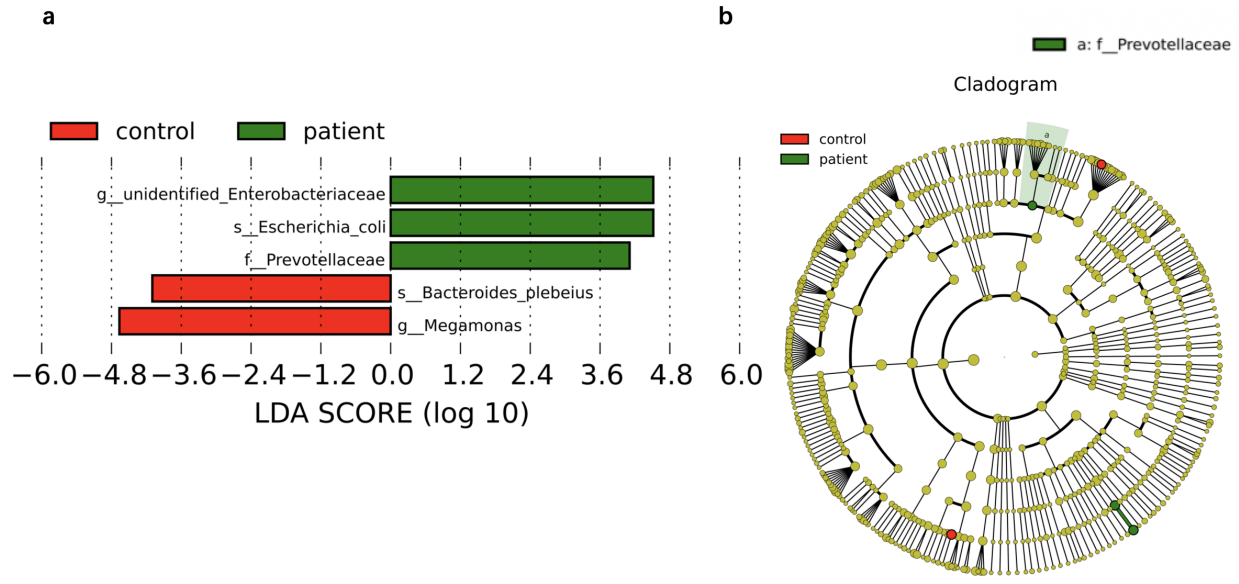 a
control patient
g__unidentified_Enterobacteriaceae
s__Escherichia_coli
f__Prevotellaceae
s__Bacteroides_plebeius
g__Megamonas
−6.0 −4.8 −3.6 −2.4 −1.2 0.0 1.2 2.4 3.6 4.8 6.0
LDA SCORE (log 10)
b
a: f__Prevotellaceae
Cladogram
control
patient
a